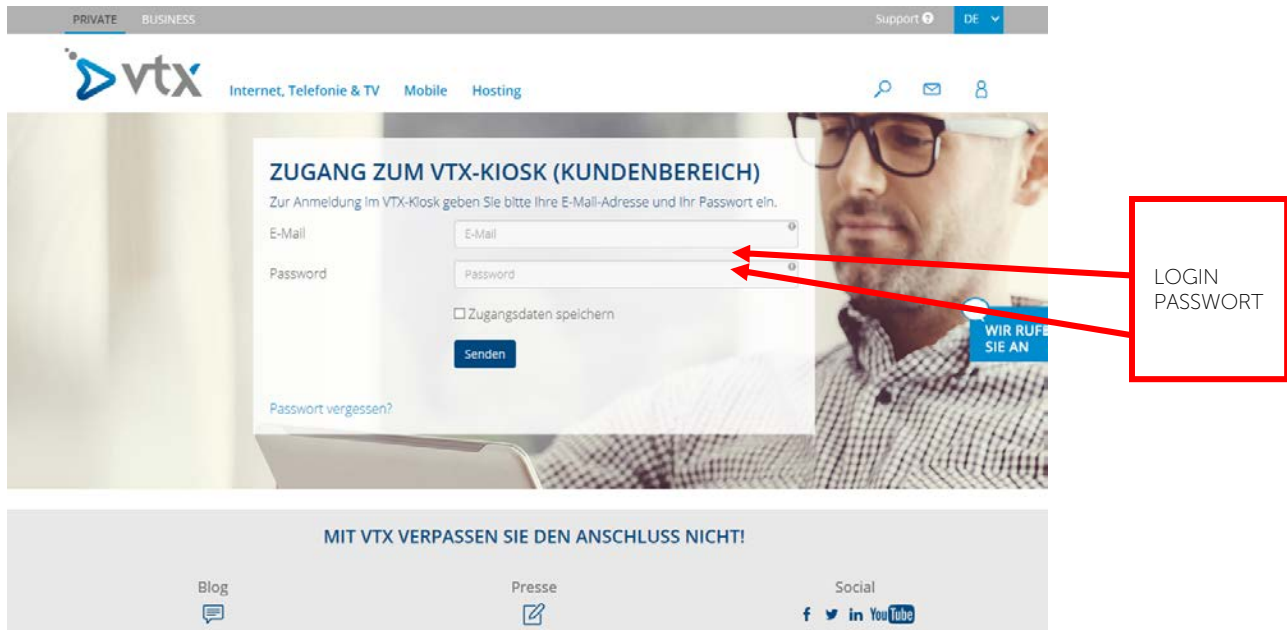 PRIVATE BUSINESS Support DE
vtx
Internet, Telefonie & TV Mobile Hosting
ZUGANG ZUM VTX-KIOSK (KUNDENBEREICH)
Zur Anmeldung im VTX-Kiosk geben Sie bitte Ihre E-Mail-Adresse und Ihr Passwort ein.
E-Mail E-Mail
Password Password
Zugangsdaten speichern
Senden
Passwort vergessen?
WIR RUFE
SIE AN
LOGIN
PASSWORT
MIT VTX VERPASSEN SIE DEN ANSCHLUSS NICHT!
Blog Presse Social
f in YouTube